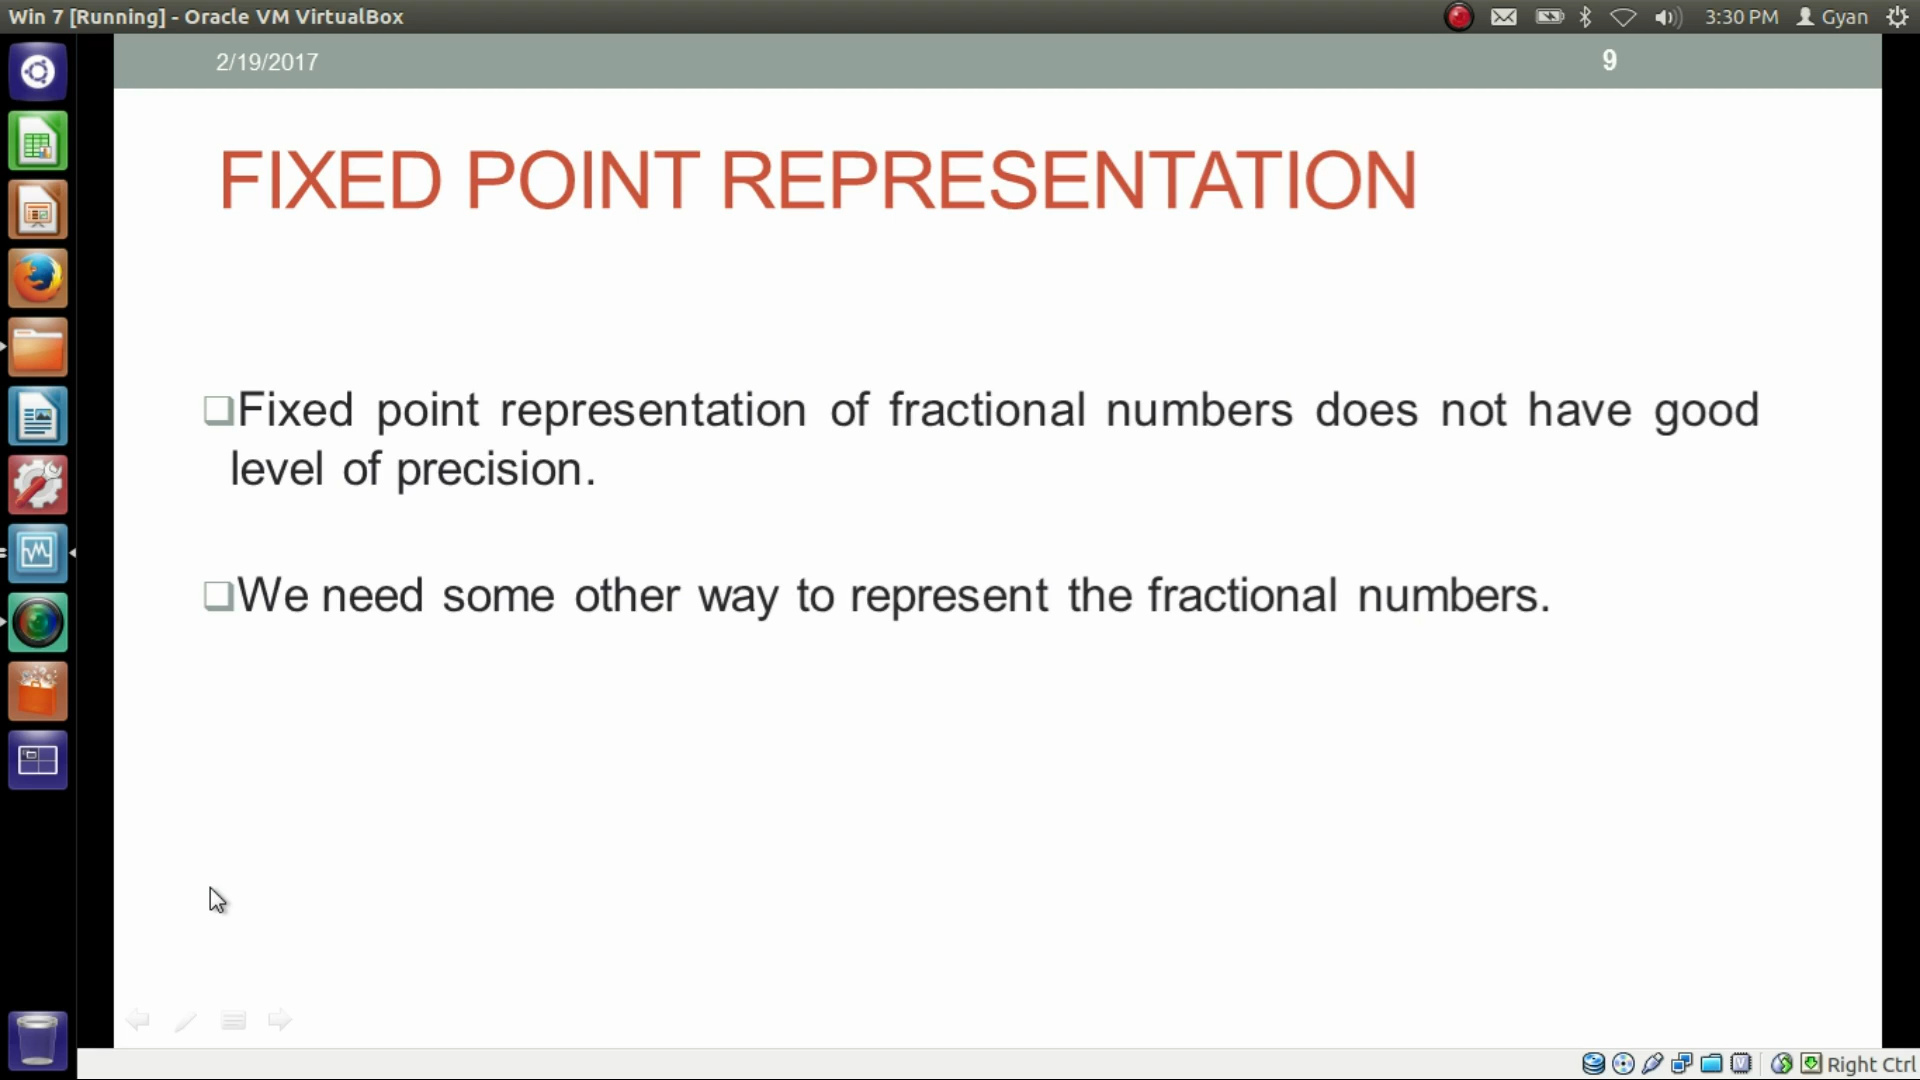 Win 7 [Running] - Oracle VM VirtualBox
3:30 PM Gyan
2/19/2017
9
FIXED POINT REPRESENTATION
Fixed point representation of fractional numbers does not have good
level of precision.
We need some other way to represent the fractional numbers.
Right Ctrl